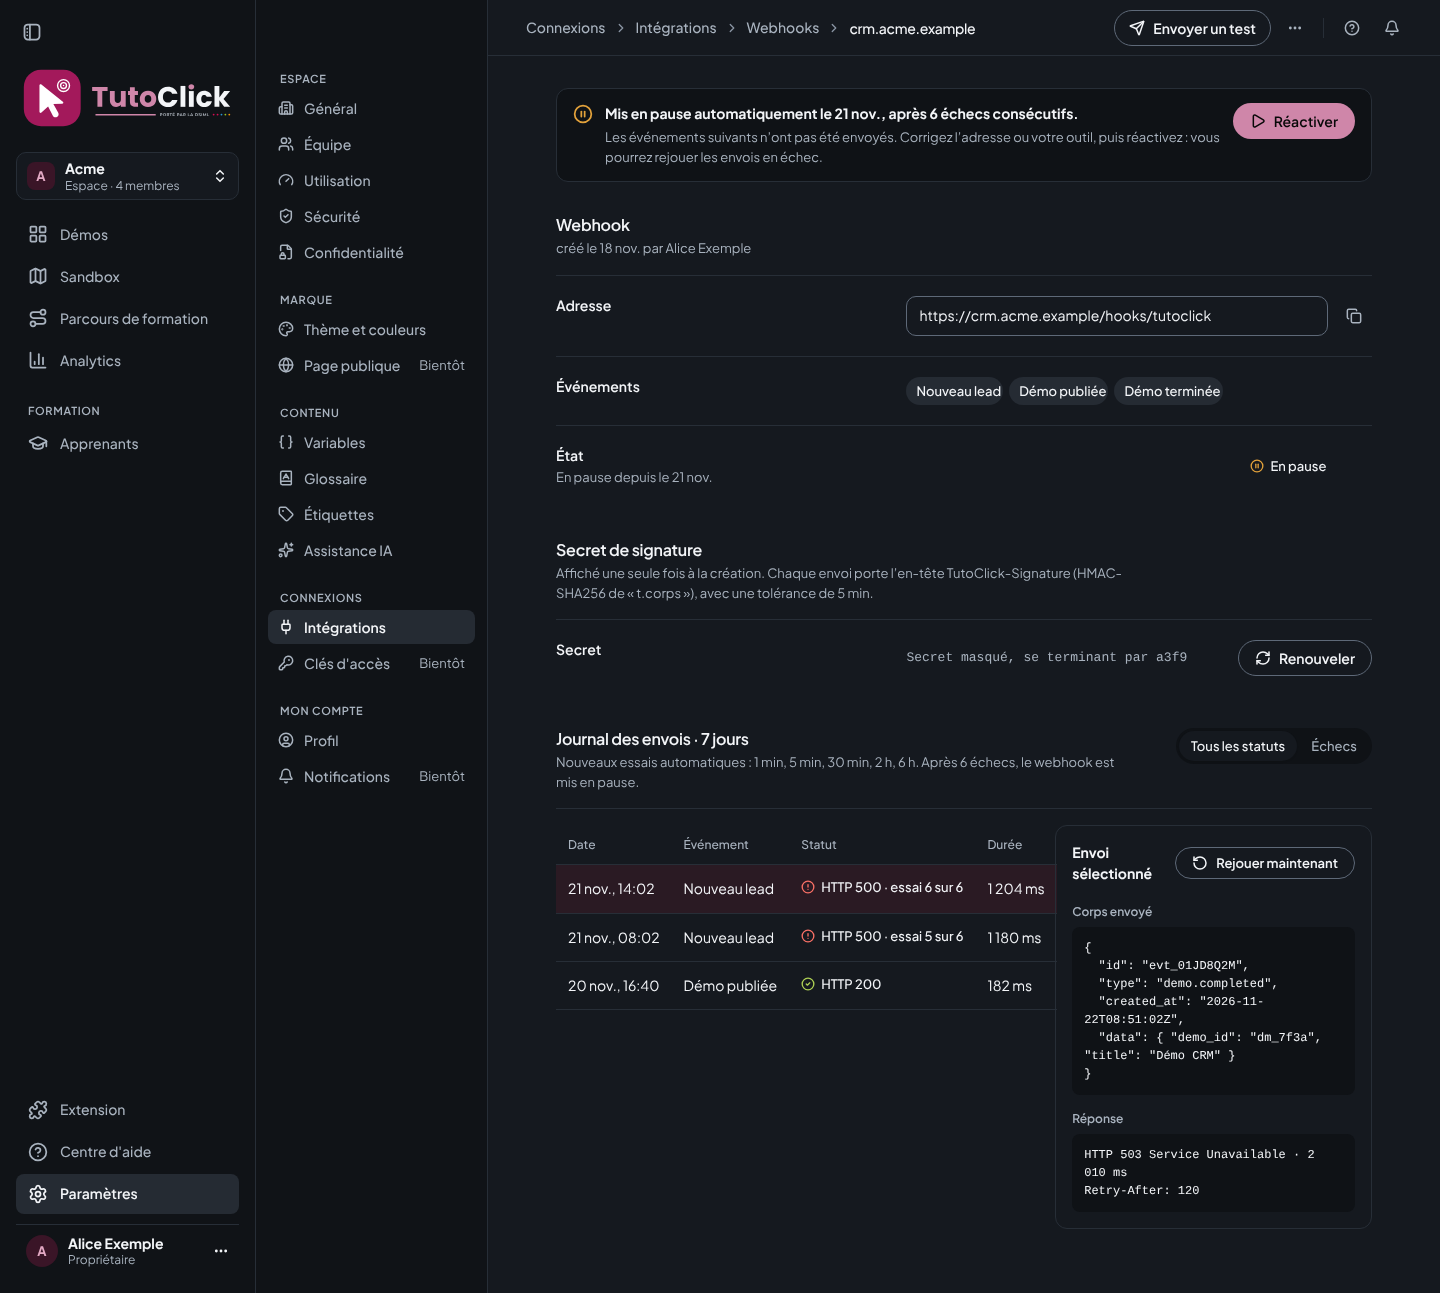 TutoClick
PORTÉ PAR LA DSIML
A
Acme
Espace · 4 membres
Démos
Sandbox
Parcours de formation
Analytics
FORMATION
Apprenants
Extension
Centre d'aide
Paramètres
A
Alice Exemple
Propriétaire
ESPACE
Général
Équipe
Utilisation
Sécurité
Confidentialité
MARQUE
Thème et couleurs
Page publique Bientôt
CONTENU
Variables
Glossaire
Étiquettes
Assistance IA
CONNEXIONS
Intégrations
Clés d'accès Bientôt
MON COMPTE
Profil
Notifications Bientôt
Connexions > Intégrations > Webhooks > crm.acme.example
Envoyer un test
Mis en pause automatiquement le 21 nov., après 6 échecs consécutifs.
Les événements suivants n'ont pas été envoyés. Corrigez l'adresse ou votre outil, puis réactivez : vous
pourrez rejouer les envois en échec.
Réactiver
Webhook
créé le 18 nov. par Alice Exemple
Adresse
https://crm.acme.example/hooks/tutoclick
Événements
Nouveau lead Démo publiée Démo terminée
État
En pause depuis le 21 nov.
En pause
Secret de signature
Affiché une seule fois à la création. Chaque envoi porte l'en-tête TutoClick-Signature (HMAC-
SHA256 de « t.corps »), avec une tolérance de 5 min.
Secret
Secret masqué, se terminant par a3f9
Renouveler
Journal des envois · 7 jours
Nouveaux essais automatiques : 1 min, 5 min, 30 min, 2 h, 6 h. Après 6 échecs, le webhook est
mis en pause.
Tous les statuts Échecs
Date Événement Statut Durée
21 nov., 14:02 Nouveau lead HTTP 500 · essai 6 sur 6 1 204 ms
21 nov., 08:02 Nouveau lead HTTP 500 · essai 5 sur 6 1 180 ms
20 nov., 16:40 Démo publiée HTTP 200 182 ms
Envoi
sélectionné
Rejouer maintenant
Corps envoyé
{
"id": "evt_01JD8Q2M",
"type": "demo.completed",
"created_at": "2026-11-
22T08:51:02Z",
"data": { "demo_id": "dm_7f3a",
"title": "Démo CRM" }
}
Réponse
HTTP 503 Service Unavailable · 2
010 ms
Retry-After: 120